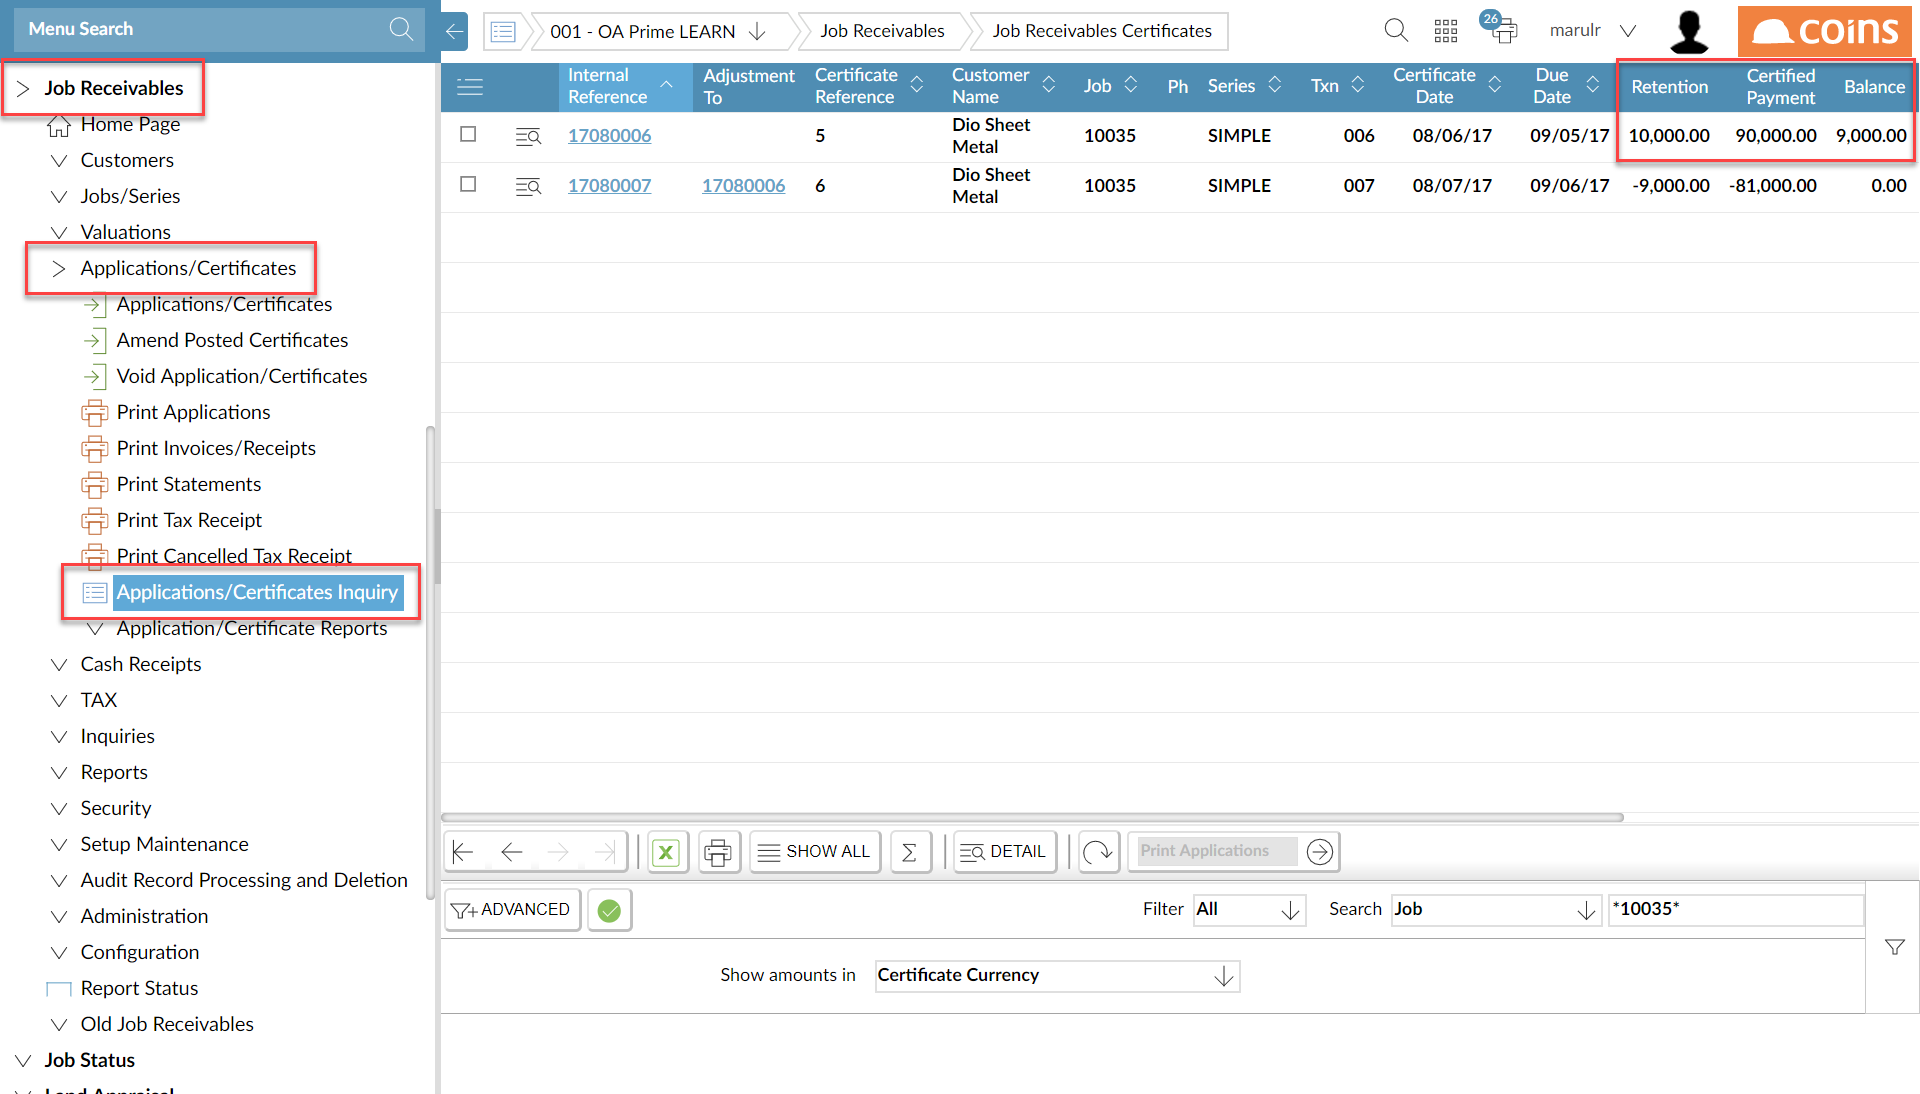 Menu Search
Job Receivables
Home Page
Customers
Jobs/Series
Valuations
Applications/Certificates
Applications/Certificates
Amend Posted Certificates
Void Application/Certificates
Print Applications
Print Invoices/Receipts
Print Statements
Print Tax Receipt
Print Cancelled Tax Receipt
Applications/Certificates Inquiry
Application/Certificate Reports
Cash Receipts
TAX
Inquiries
Reports
Security
Setup Maintenance
Audit Record Processing and Deletion
Administration
Configuration
Report Status
Old Job Receivables
Job Status
Land Appraisal
001 - OA Prime LEARN Job Receivables Job Receivables Certificates
26 marulr coins
Internal Reference Adjustment To Certificate Reference Customer Name Job Ph Series Txn Certificate Date Due Date Retention Certified Payment Balance
17080006 5 Dio Sheet Metal 10035 SIMPLE 006 08/06/17 09/05/17 10,000.00 90,000.00 9,000.00
17080007 17080006 6 Dio Sheet Metal 10035 SIMPLE 007 08/07/17 09/06/17 -9,000.00 -81,000.00 0.00
SHOW ALL Σ DETAIL Print Applications
ADVANCED Filter All Search Job *10035*
Show amounts in Certificate Currency